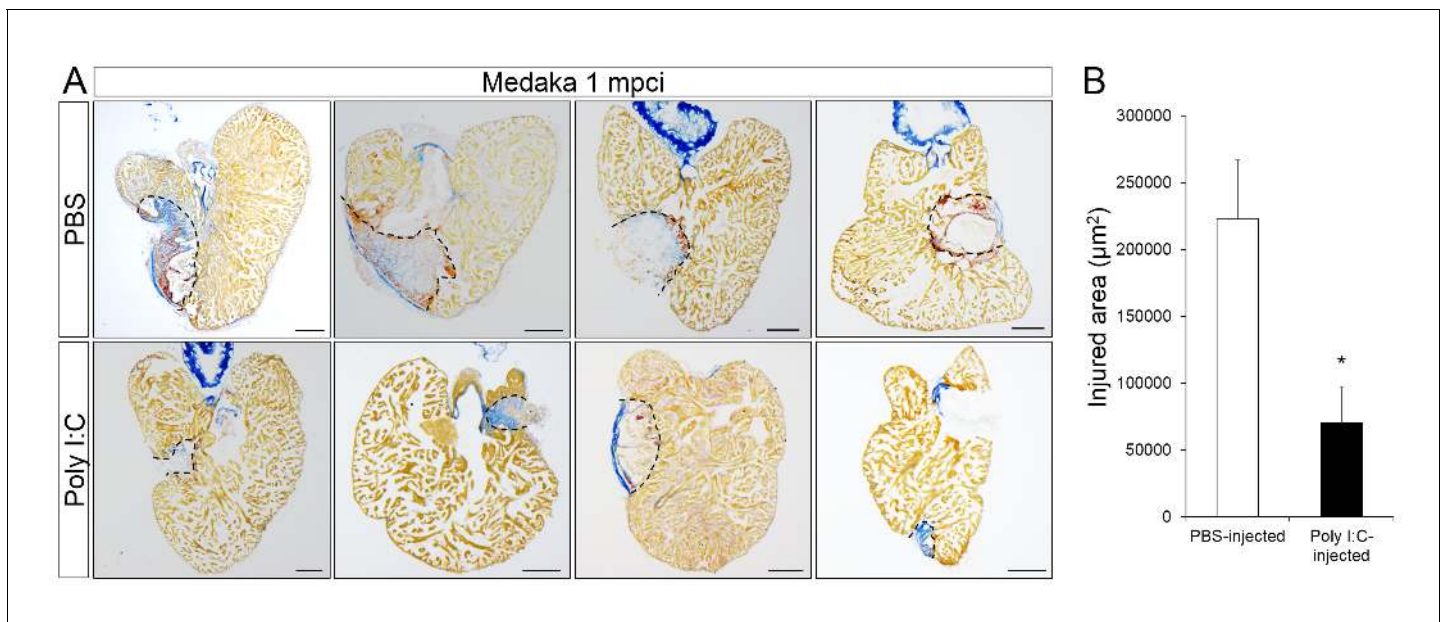 A
Medaka 1 mpci
PBS
Poly I:C
B
Injured area (µm²)
300000
250000
200000
150000
100000
50000
0
*
PBS-injected
Poly I:C-
injected